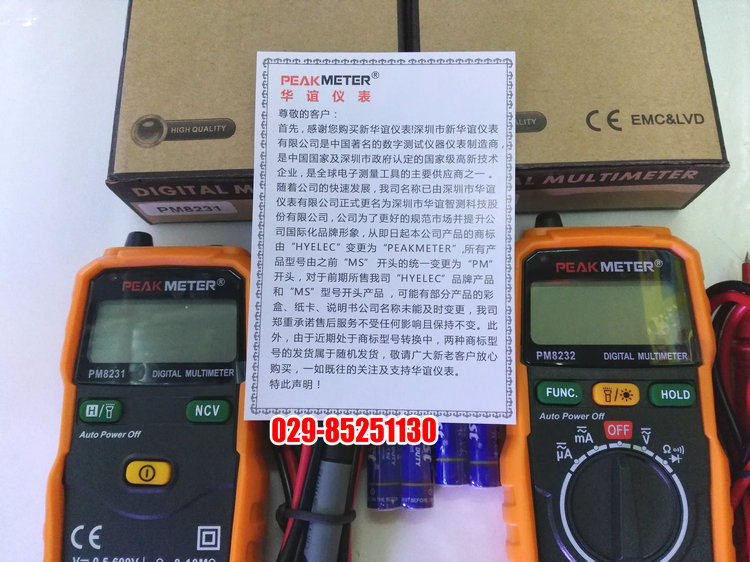 HIGH QUALITY
DIGITAL M
PM8231
CE EMC&LVD
MULTIMETER
PEAKMETER®
华谊仪表
尊敬的客户:
首先,感谢您购买新华谊仪表!深圳市新华谊仪表
有限公司是中国著名的数字测试仪器仪表制造商,
是中国国家及深圳市政府认定的国家级高新技术
企业,是全球电子测量工具的主要供应商之一。
随着公司的快速发展,我司名称已由深圳市华谊
仪表有限公司正式更名为深圳市华谊智测科技股
份有限公司,公司为了更好的规范市场并提升公
司国际化品牌形象,从即日起本公司产品的商标
由“HYELEC”变更为“PEAKMETER”,所有产
品型号由之前“MS”开头的统一变更为“PM”
开头,对于前期所售我司“HYELEC”品牌产品
和“MS”型号开头产品,可能有部分产品的彩
盒、纸卡、说明书公司名称未能及时变更,我司
郑重承诺售后服务不受任何影响且保持不变。此
外,由于近期处于商标型号转换中,两种商标型
号的发货属于随机发货,敬请广大新老客户放心
购买,一如既往的关注及支持华谊仪表。
特此声明!
029-85251130
PEAKMETER®
PM8231 DIGITAL MULTIMETER
H NCV
Auto Power Off
CE
PEAKMETER
PM8232 DIGITAL MULTIMETER
FUNC. HOLD
Auto Power Off
OFF
mA
V
µA
Ω